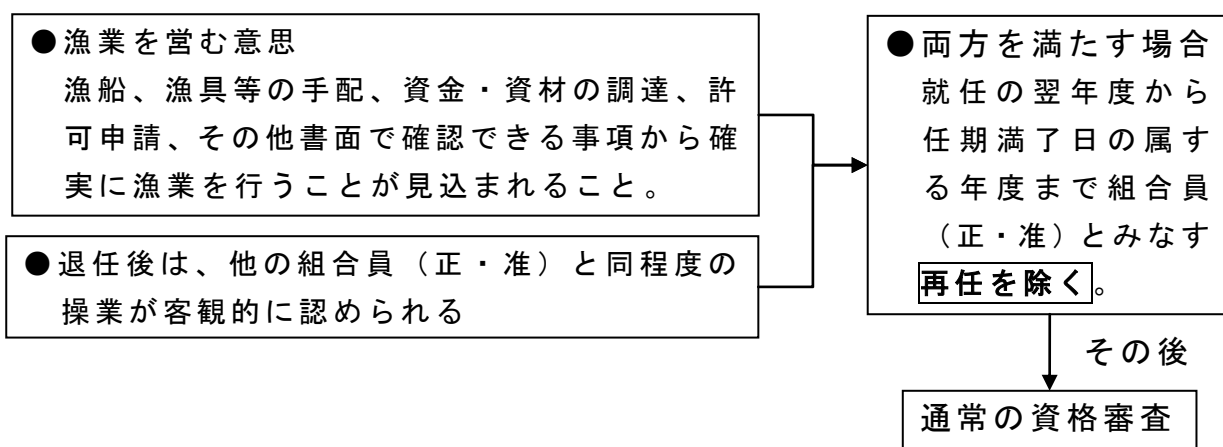 ●漁業を営む意思
漁船、漁具等の手配、資金・資材の調達、許
可申請、その他書面で確認できる事項から確
実に漁業を行うことが見込まれること。
●退任後は、他の組合員（正・准）と同程度の
操業が客観的に認められる
●両方を満たす場合
就任の翌年度から
任期満了日の属す
る年度まで組合員
（正・准）とみなす
再任を除く。
その後
通常の資格審査